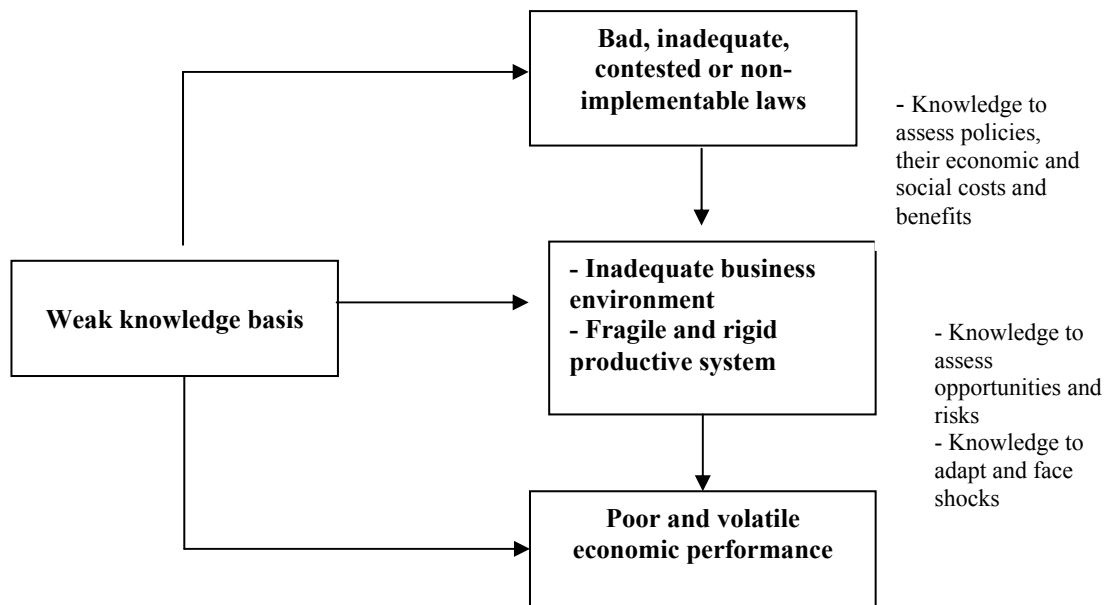 Bad, inadequate,
contested or non-
implementable laws
- Knowledge to
assess policies,
their economic and
social costs and
benefits
Weak knowledge basis
- Inadequate business
environment
- Fragile and rigid
productive system
- Knowledge to
assess
opportunities and
risks
- Knowledge to
adapt and face
shocks
Poor and volatile
economic performance